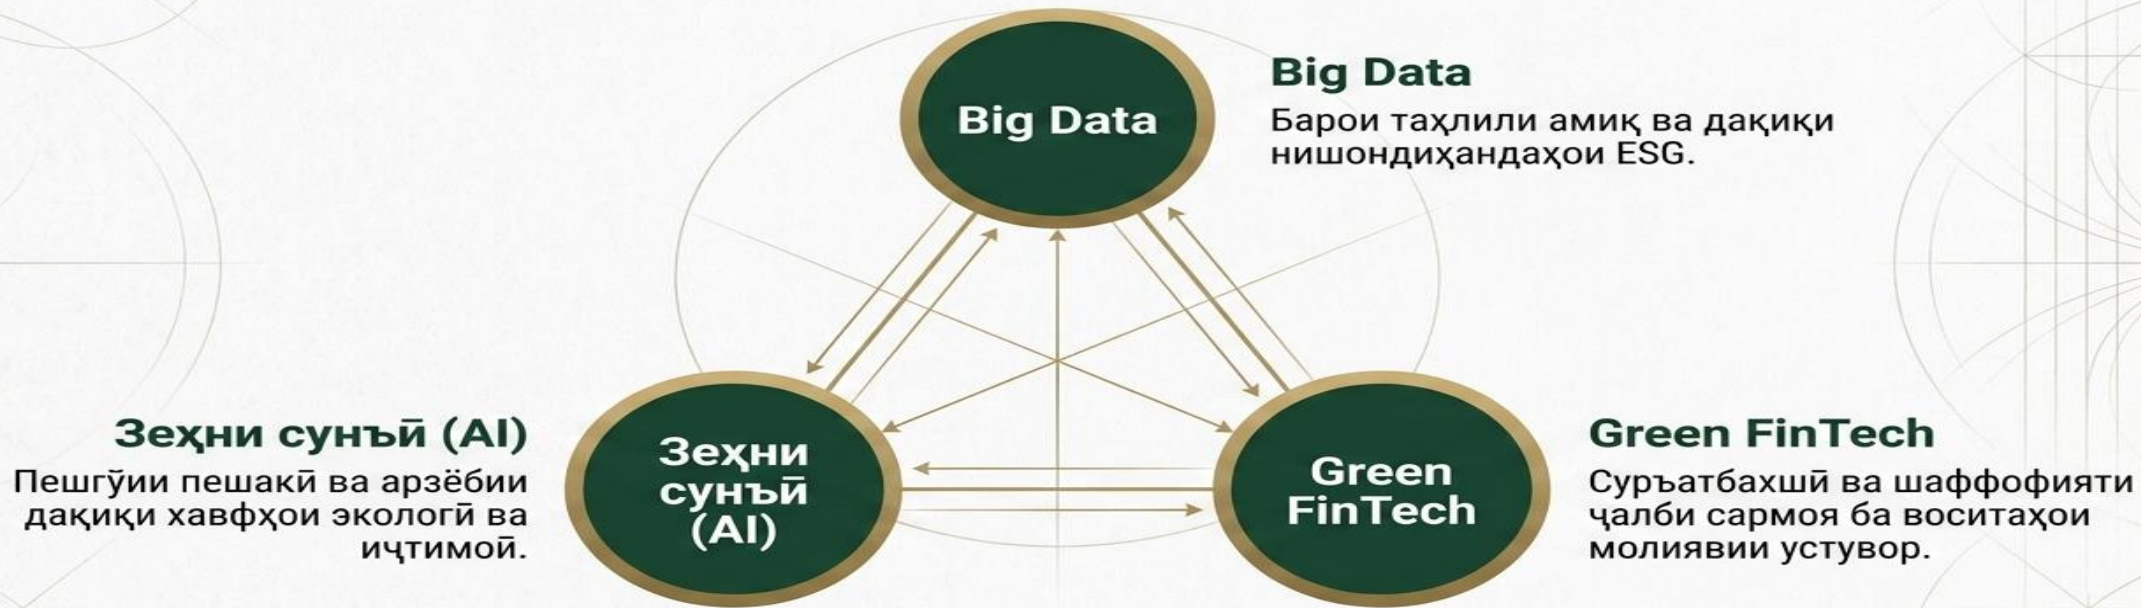 Big Data
Big Data
Барои таҳлили амиқ ва дақиқи
нишондиҳандаҳои ESG.
Зеҳни сунъӣ (AI)
Пешгӯии пешакӣ ва арзёбии
дақиқи хавфҳои экологӣ ва
иҷтимоӣ.
Зеҳни
сунъӣ
(AI)
Green
FinTech
Green FinTech
Суръатбахшӣ ва шаффофияти
ҷалби сармоя ба воситаҳои
молиявии устувор.